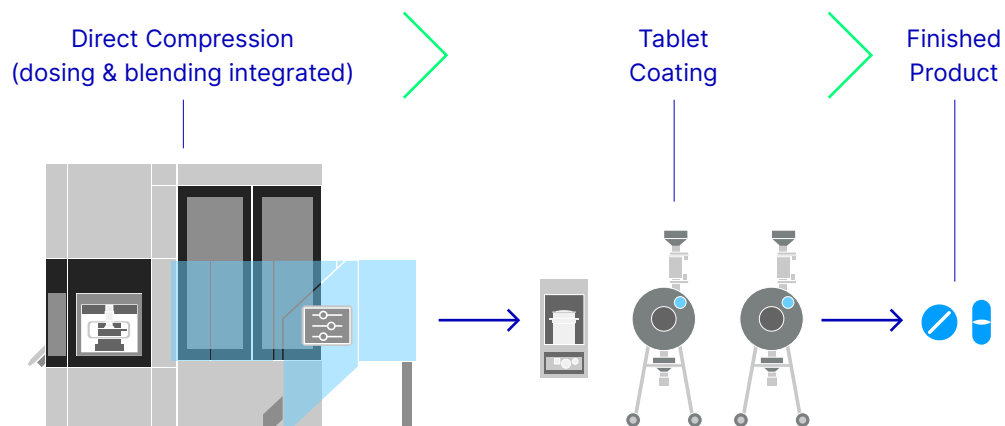 Direct Compression
(dosing & blending integrated)
Tablet
Coating
Finished
Product